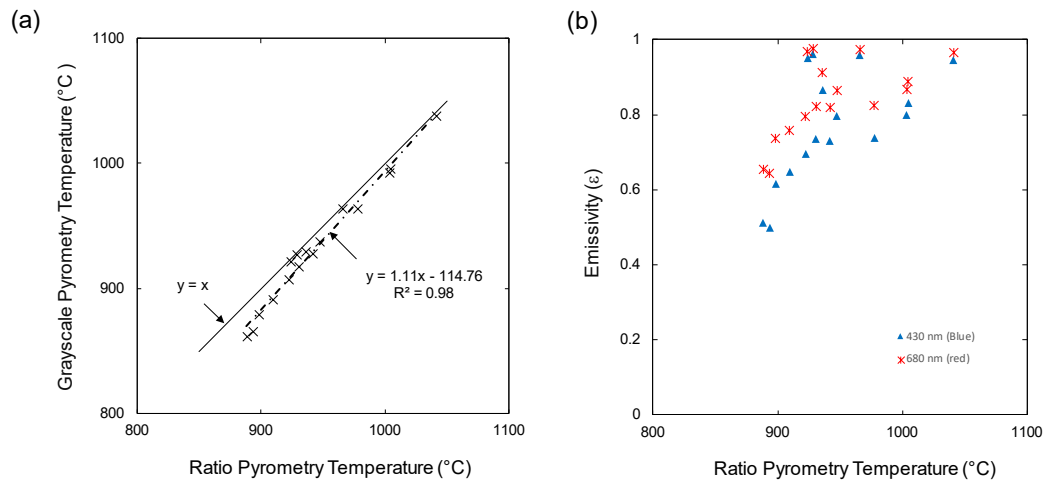 (a)
1100
1000
900
800
800
900
1000
1100
Grayscale Pyrometry Temperature (°C)
Ratio Pyrometry Temperature (°C)
y = x
y = 1.11x - 114.76
R² = 0.98
(b)
1
0.8
0.6
0.4
0.2
0
800
900
1000
1100
Emissivity (ε)
Ratio Pyrometry Temperature (°C)
430 nm (Blue)
680 nm (red)